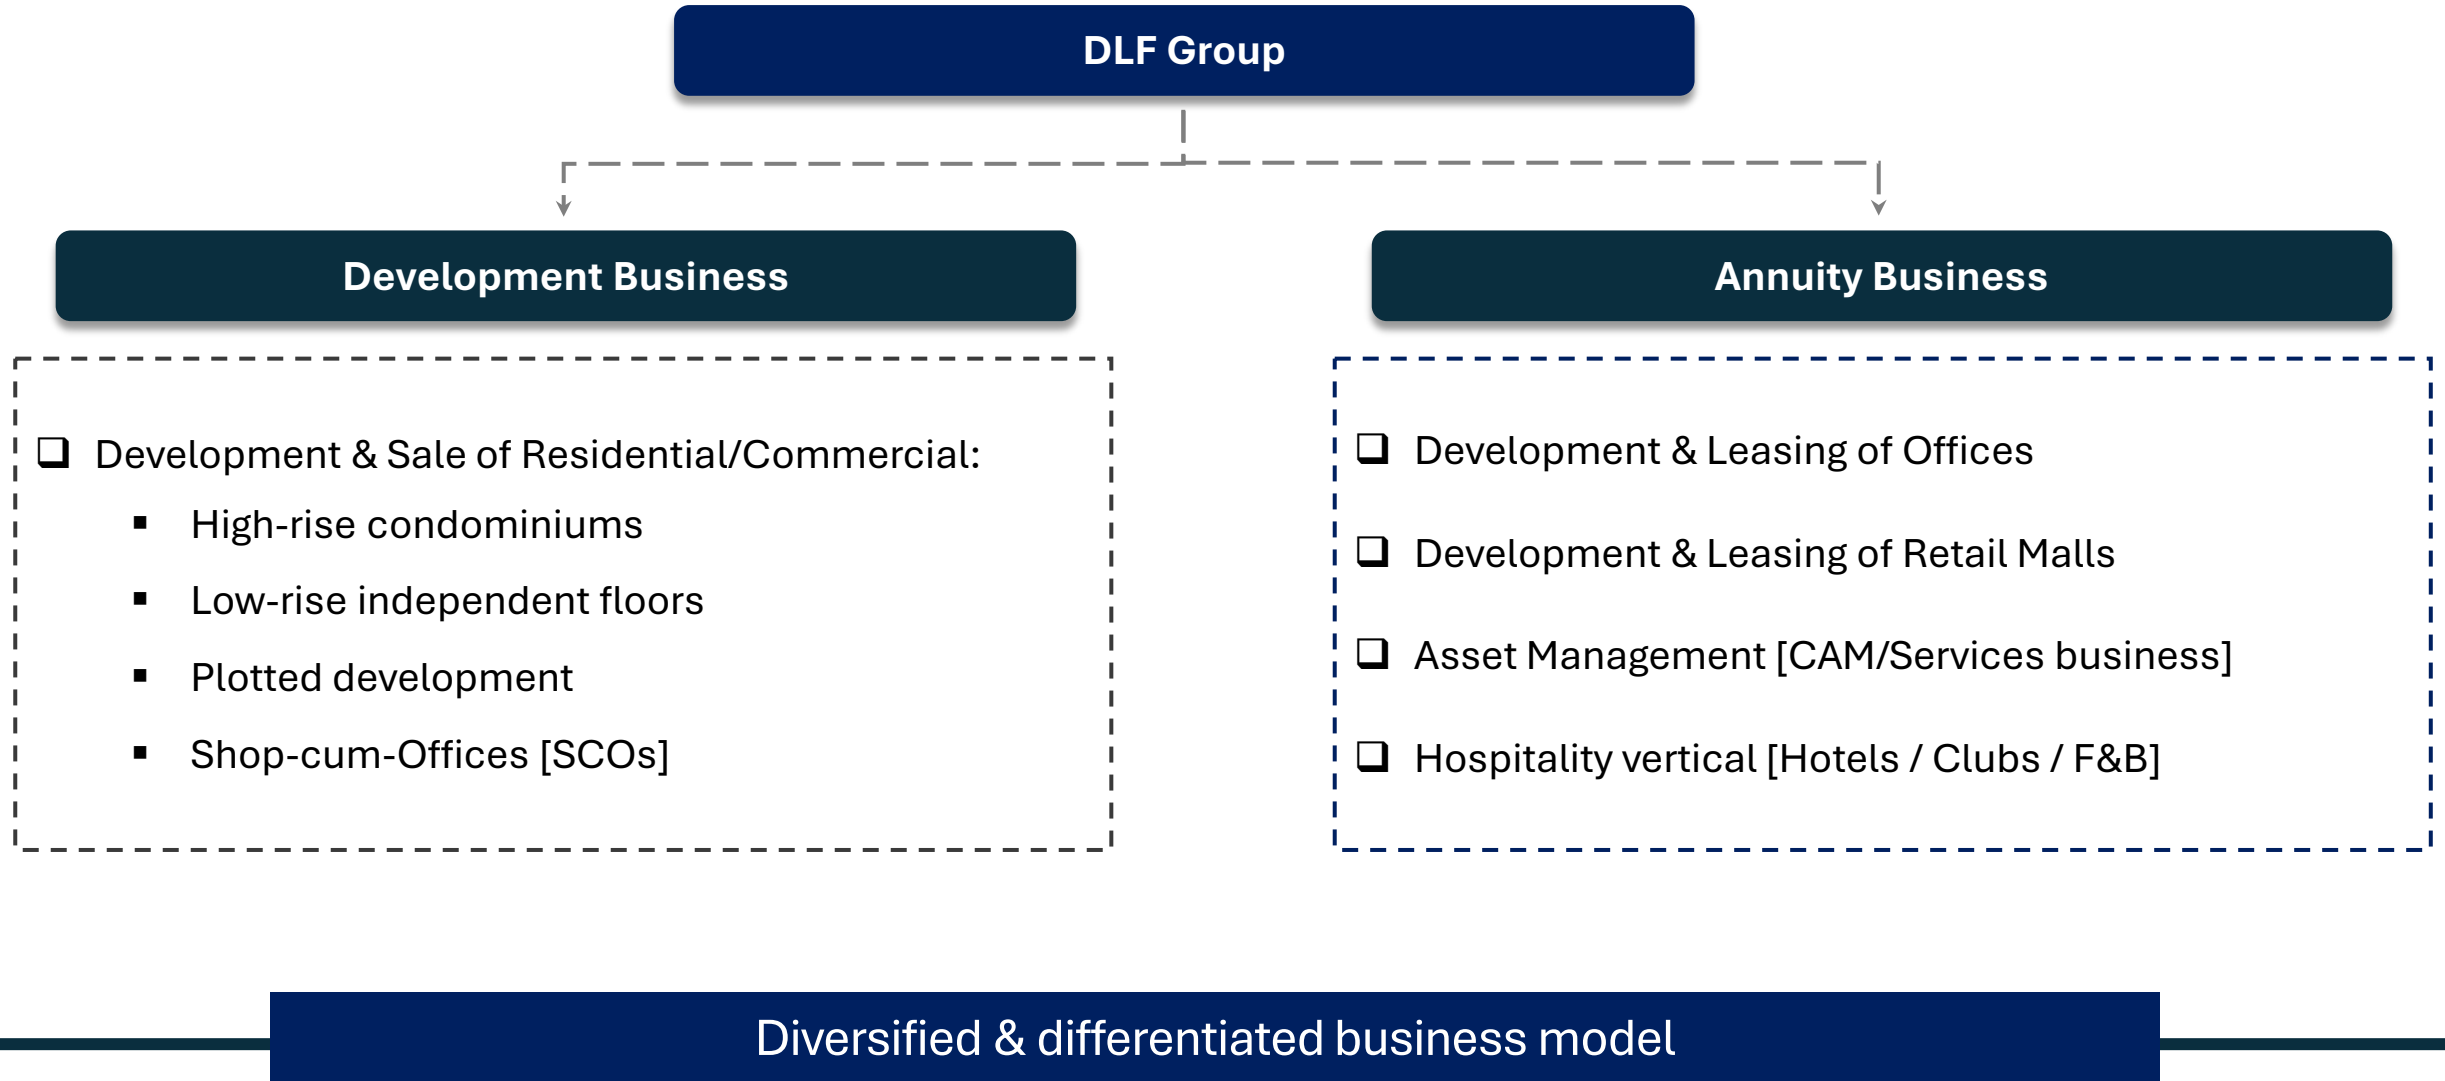 DLF Group
Development Business
Development & Sale of Residential/Commercial:
High-rise condominiums
Low-rise independent floors
Plotted development
Shop-cum-Offices [SCOs]
Annuity Business
Development & Leasing of Offices
Development & Leasing of Retail Malls
Asset Management [CAM/Services business]
Hospitality vertical [Hotels / Clubs / F&B]
Diversified & differentiated business model